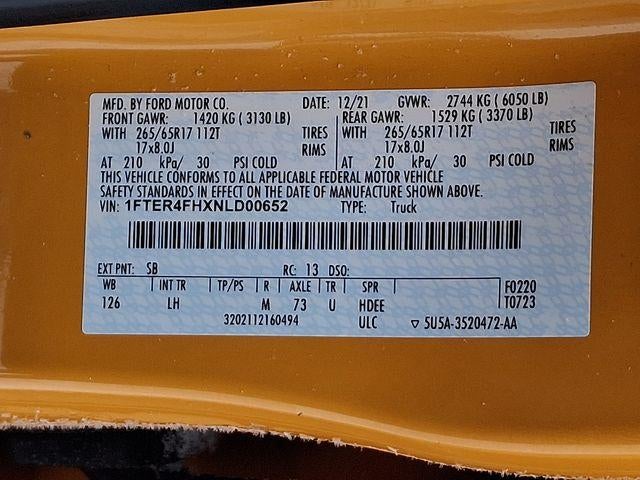 MFD. BY FORD MOTOR CO. DATE: 12/21 GVWR: 2744 KG ( 6050 LB)
FRONT GAWR: 1420 KG ( 3130 LB) REAR GAWR: 1529 KG ( 3370 LB)
WITH 265/65R17 112T TIRES WITH 265/65R17 112T TIRES
17x8.0J RIMS 17x8.0J RIMS
AT 210 kPa/ 30 PSI COLD AT 210 kPa/ 30 PSI COLD
THIS VEHICLE CONFORMS TO ALL APPLICABLE FEDERAL MOTOR VEHICLE
SAFETY STANDARDS IN EFFECT ON THE DATE OF MANUFACTURE SHOWN ABOVE.
VIN: 1FTER4FHXNLD00652 TYPE: Truck
EXT PNT: SB RC: 13 DSO:
WB INT TR TP/PS R AXLE TR SPR F0220
126 LH M 73 U HDEE T0723
3202112160494 ULC ▽ 5U5A-3520472-AA